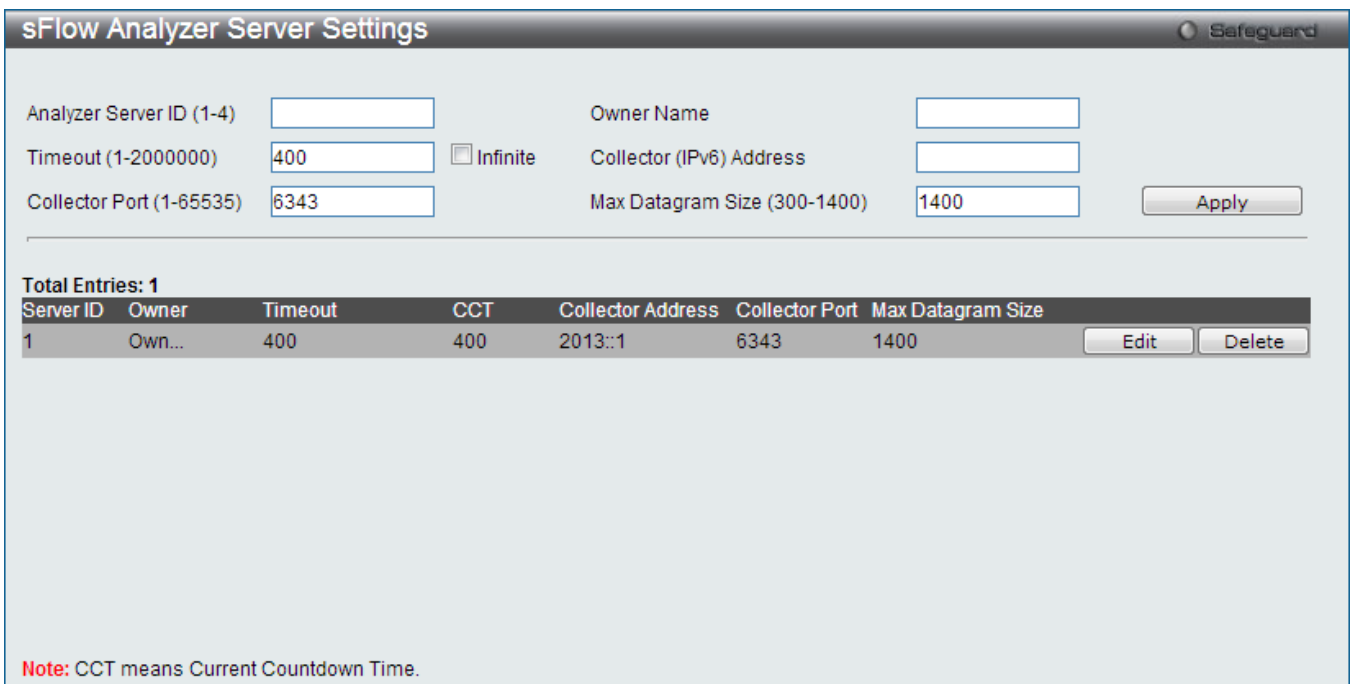 sFlow Analyzer Server Settings Safeguard
Analyzer Server ID (1-4) Owner Name
Timeout (1-2000000) 400 Infinite Collector (IPv6) Address
Collector Port (1-65535) 6343 Max Datagram Size (300-1400) 1400 Apply
Total Entries: 1
Server ID Owner Timeout CCT Collector Address Collector Port Max Datagram Size
1 Own... 400 400 2013::1 6343 1400 Edit Delete
Note: CCT means Current Countdown Time.